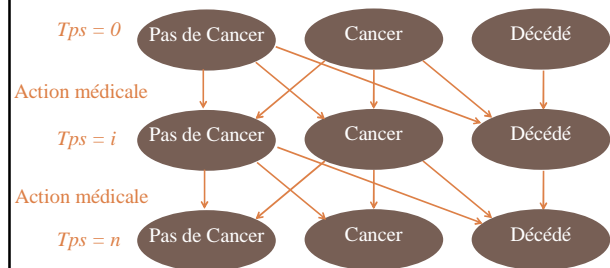 Tps = 0
Pas de Cancer
Cancer
Décédé
Action médicale
Tps = i
Pas de Cancer
Cancer
Décédé
Action médicale
Tps = n
Pas de Cancer
Cancer
Décédé